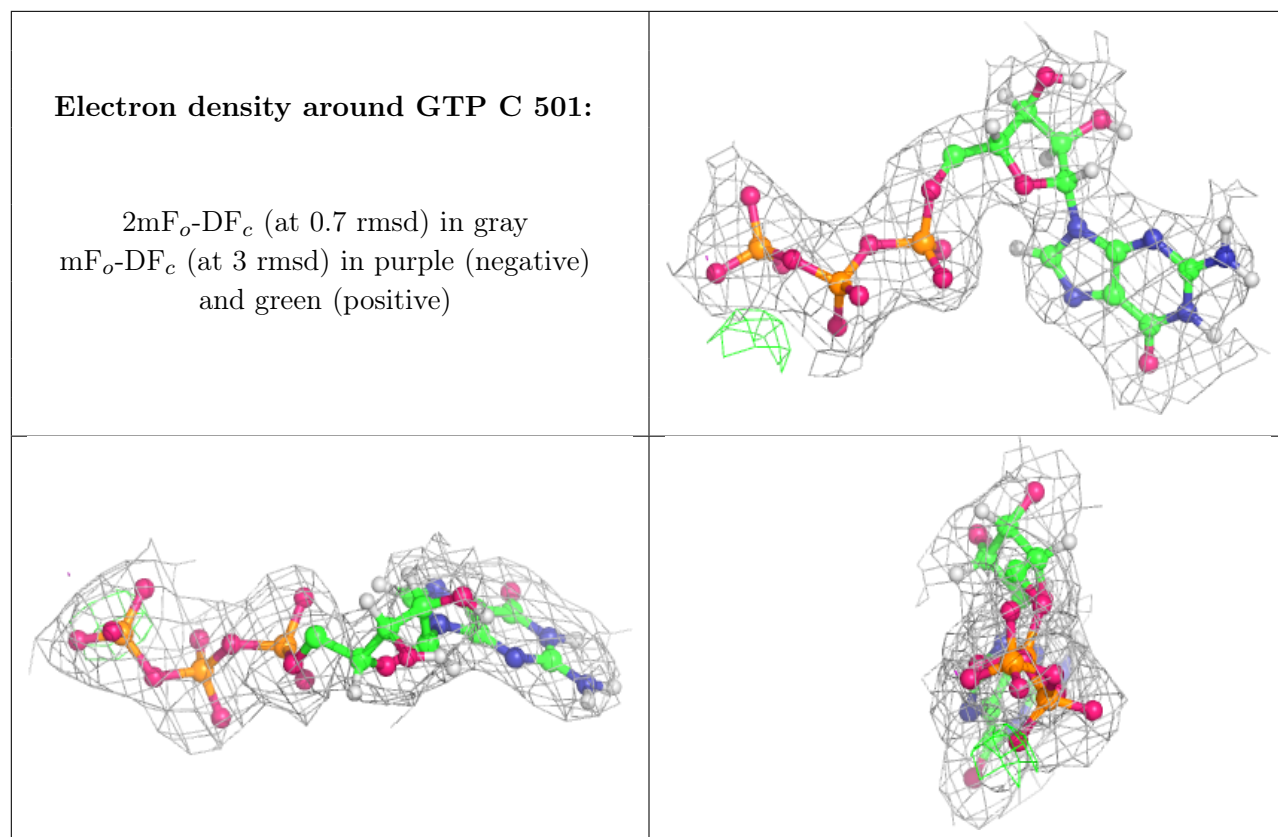 Electron density around GTP C 501:
2mFo-DFc (at 0.7 rmsd) in gray
mFo-DFc (at 3 rmsd) in purple (negative)
and green (positive)